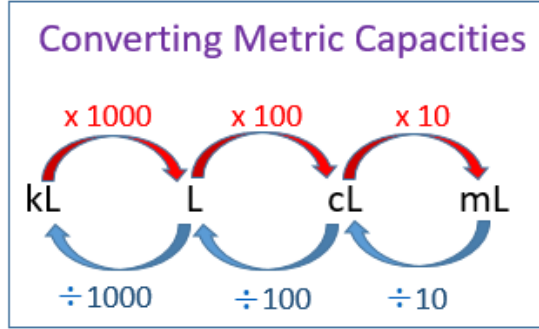 Converting Metric Capacities
x 1000 x 100 x 10
kL L cL mL
÷1000 ÷100 ÷10